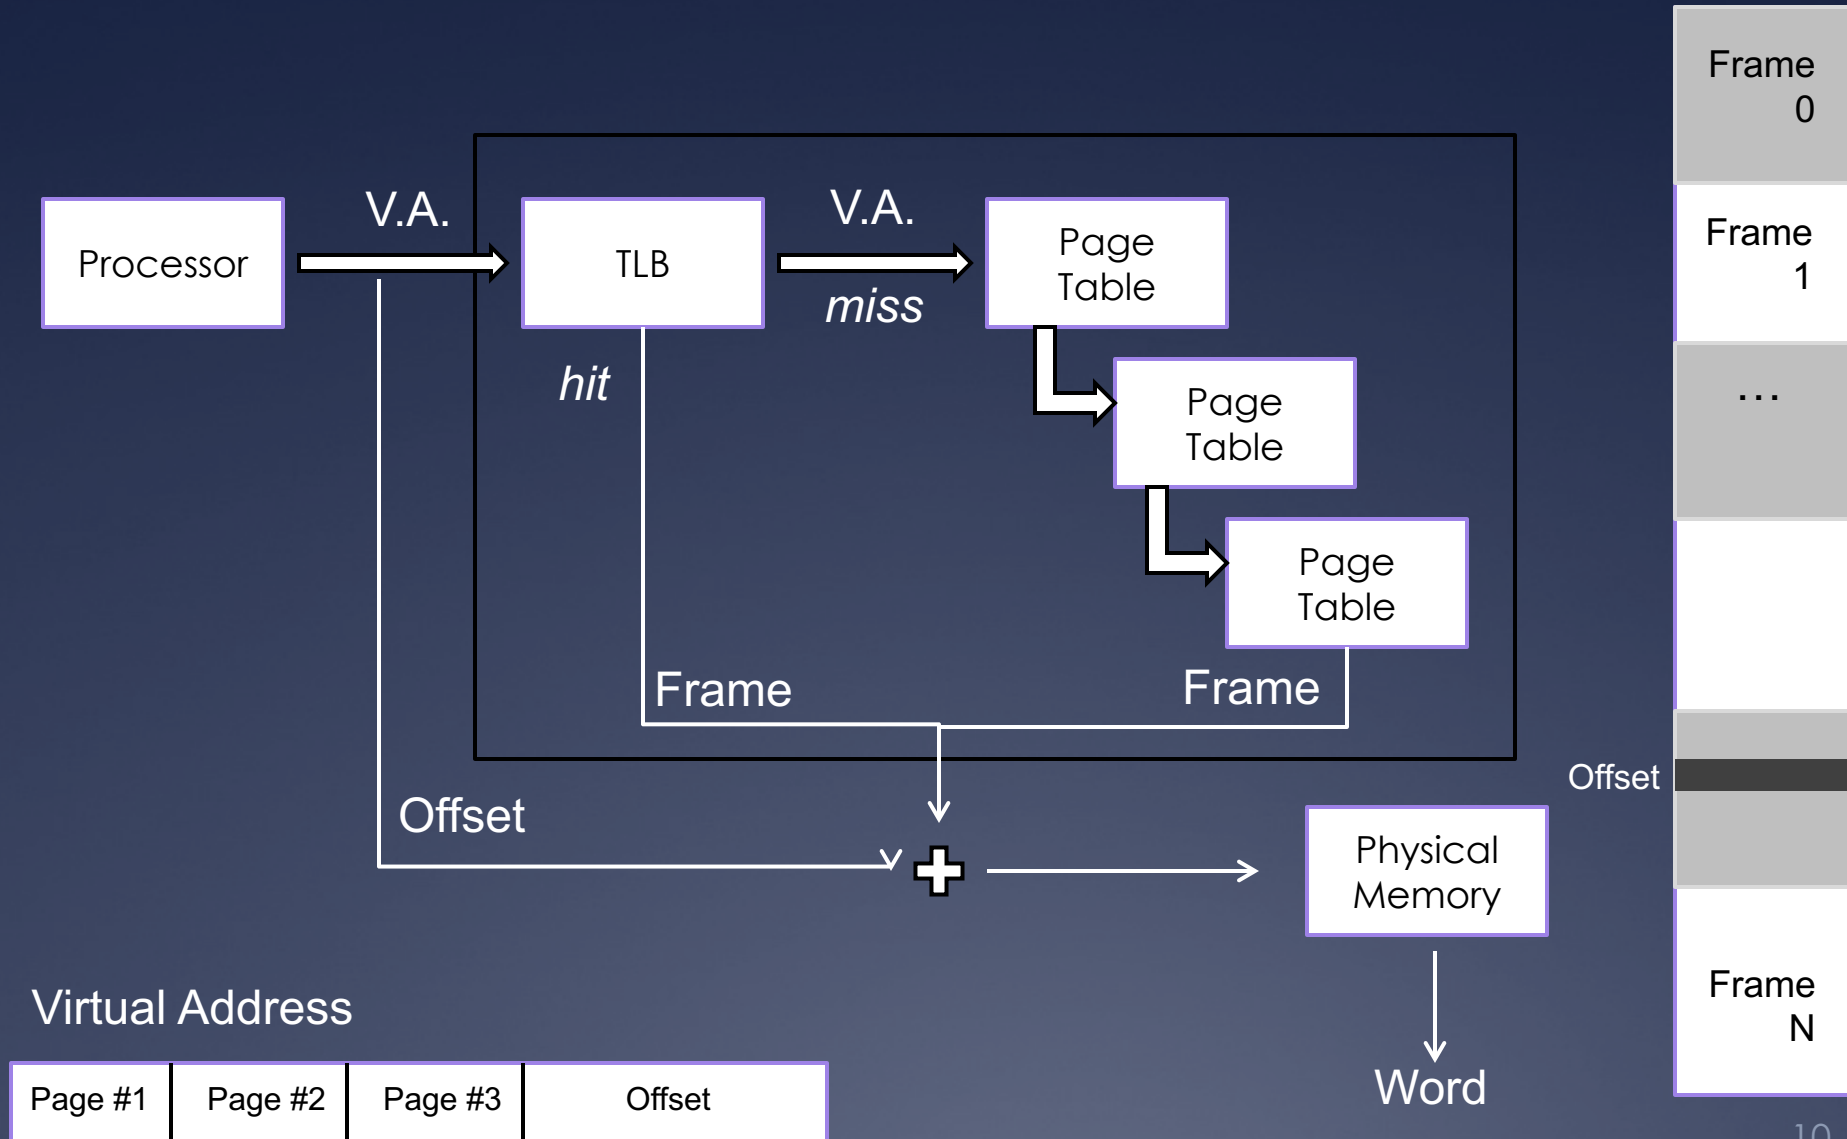 Frame
0
V.A.
V.A.
Processor
TLB
Page
Table
Frame
1
miss
hit
Page
Table
...
Page
Table
Frame
Frame
Offset
Offset
Physical
Memory
Virtual Address
Frame
N
Page #1
Page #2
Page #3
Offset
Word
10